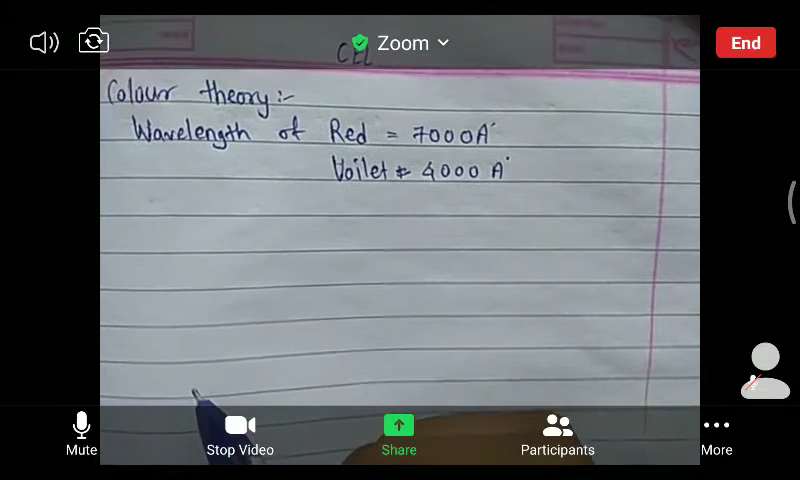 Zoom
End
Colour theory :-
Wavelength of Red = 7000A°
Voilet = 4000 A°
Mute
Stop Video
Share
Participants
More